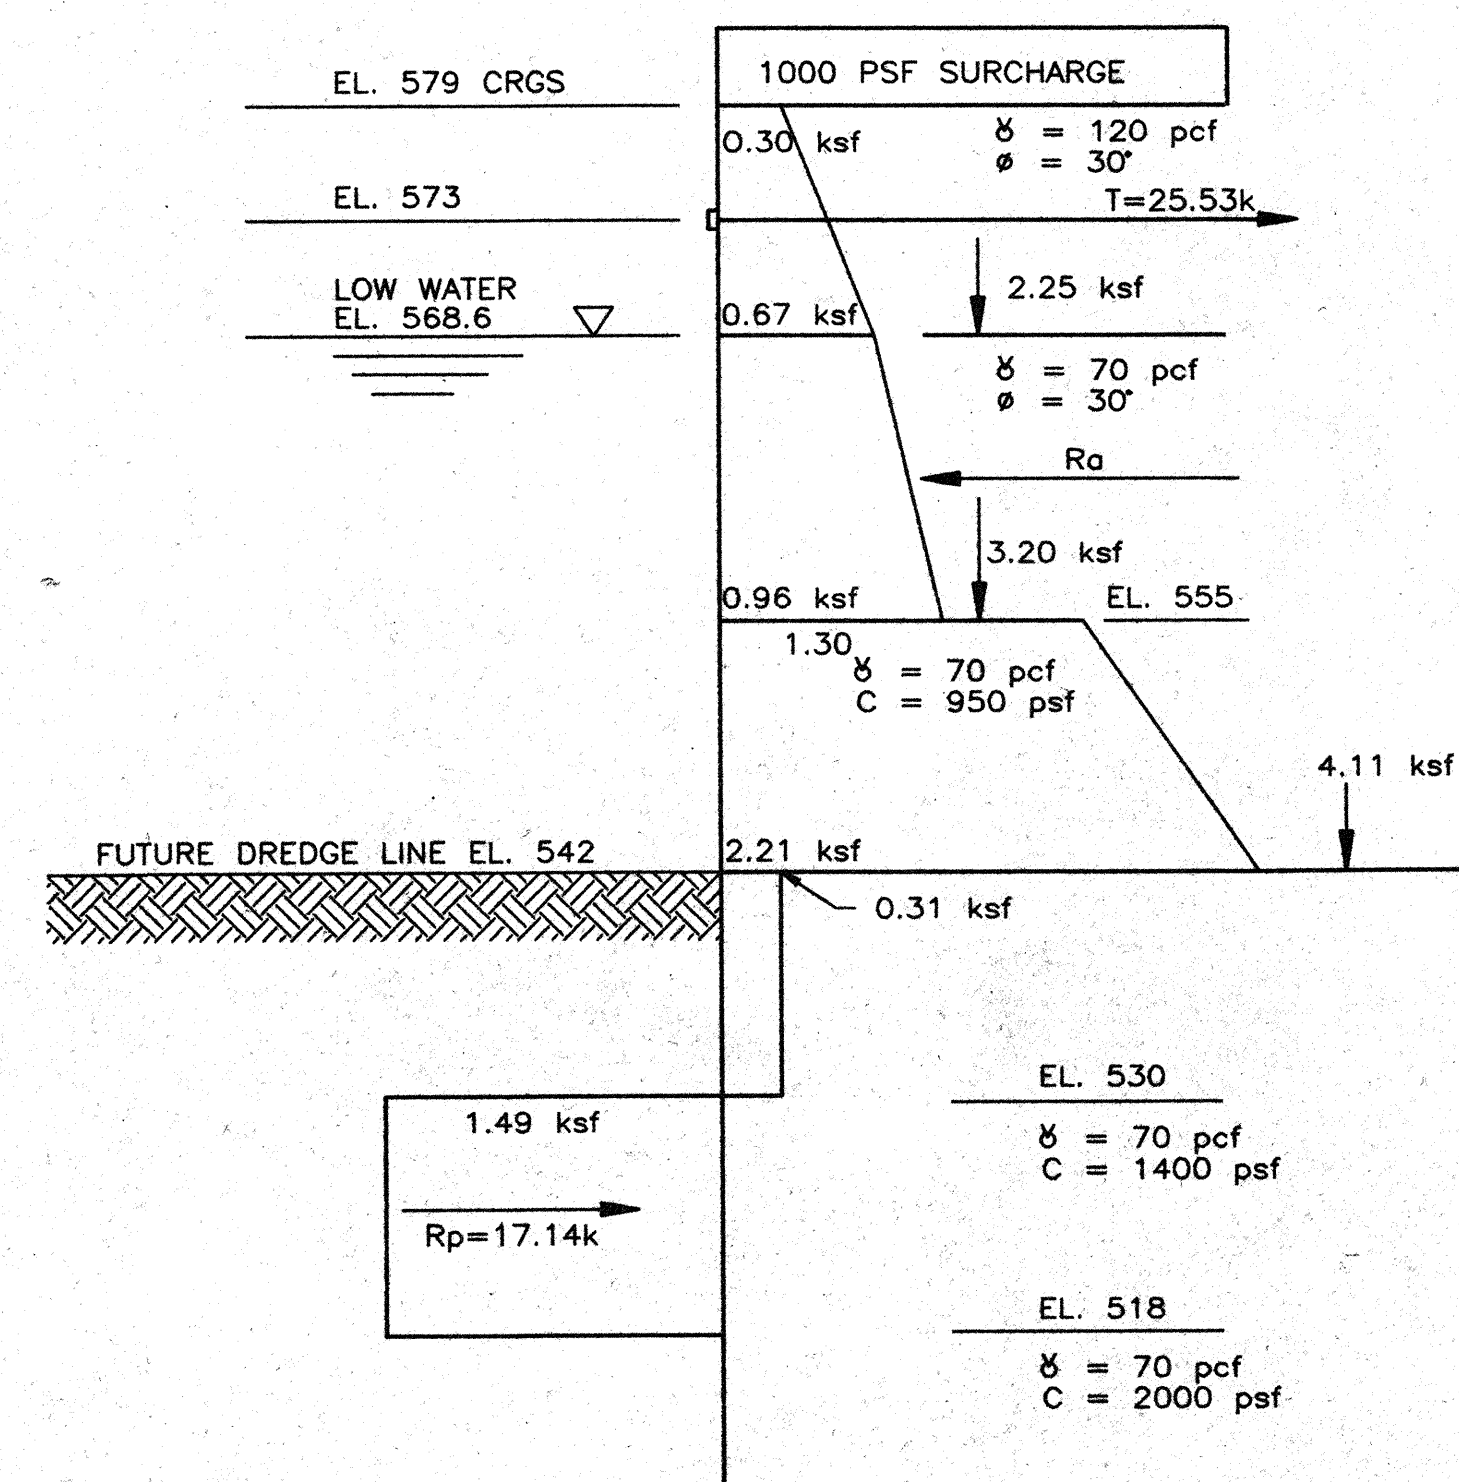 1000 PSF SURCHARGE
EL. 579 CRGS
0.30 ksf
ɣ = 120 pcf
ø = 30°
EL. 573
T=25.53k
LOW WATER
EL. 568.6
0.67 ksf
2.25 ksf
ɣ = 70 pcf
ø = 30°
Ra
3.20 ksf
0.96 ksf
EL. 555
1.30
ɣ = 70 pcf
C = 950 psf
4.11 ksf
FUTURE DREDGE LINE EL. 542
2.21 ksf
0.31 ksf
EL. 530
1.49 ksf
ɣ = 70 pcf
C = 1400 psf
Rp=17.14k
EL. 518
ɣ = 70 pcf
C = 2000 psf